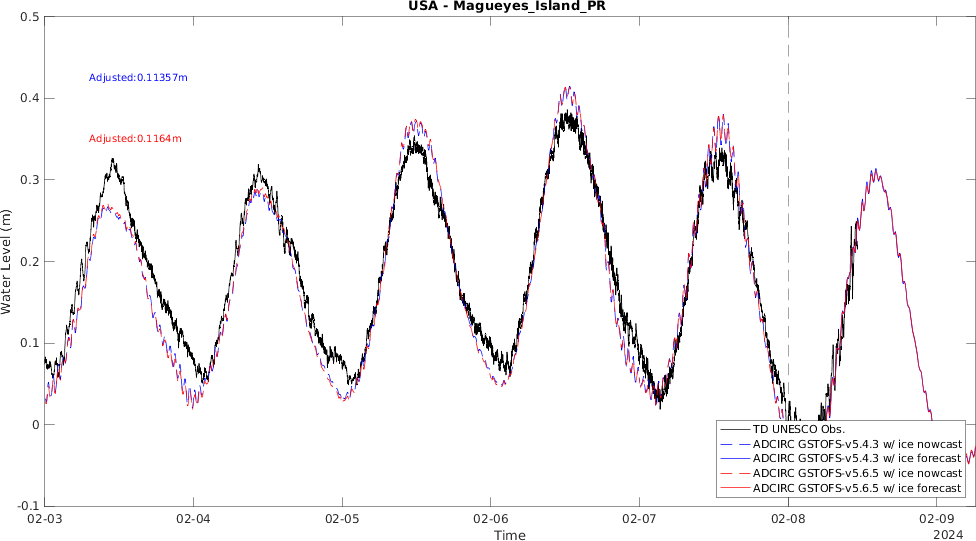 USA - Magueyes_Island_PR
0.5
Adjusted:0.11357m
0.4
Adjusted:0.1164m
0.3
0.2
0.1
0
-0.1
Water Level (m)
TD UNESCO Obs.
ADCIRC GSTOFS-v5.4.3 w/ ice nowcast
ADCIRC GSTOFS-v5.4.3 w/ ice forecast
ADCIRC GSTOFS-v5.6.5 w/ ice nowcast
ADCIRC GSTOFS-v5.6.5 w/ ice forecast
02-03 02-04 02-05 02-06 02-07 02-08 02-09
Time
2024